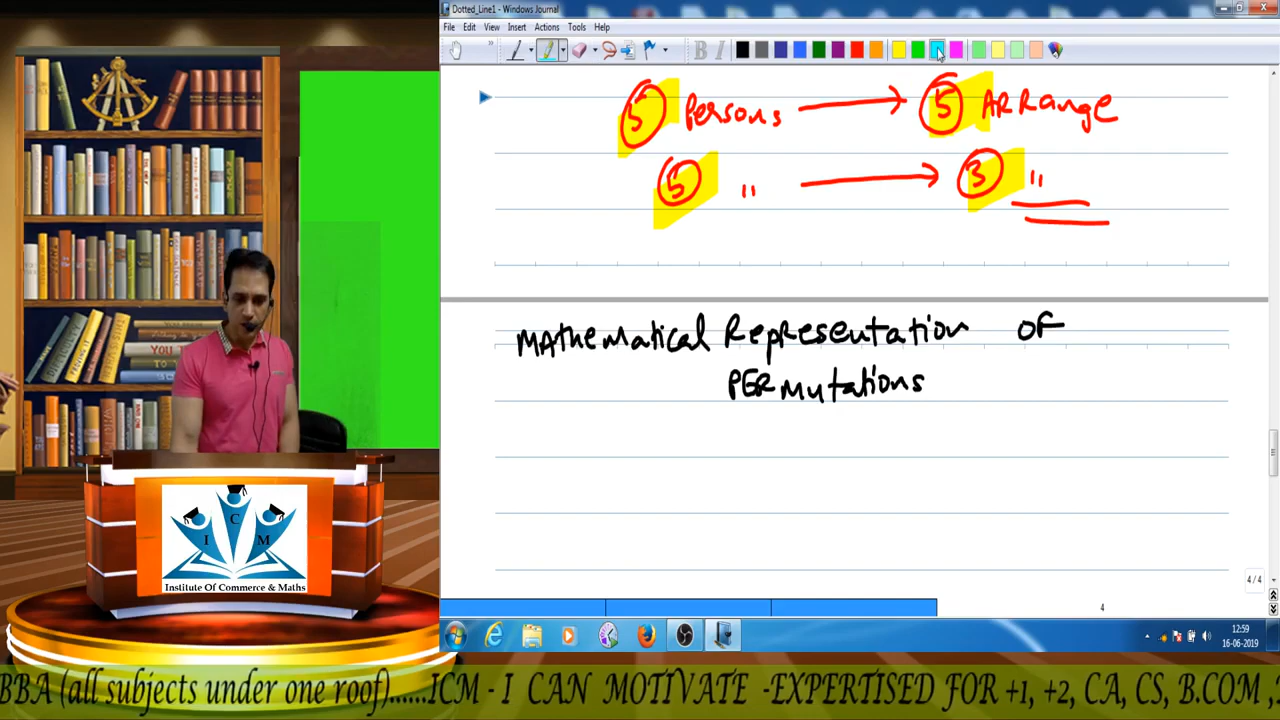 Dotted_Line1 - Windows Journal
File Edit View Insert Actions Tools Help
B I
5 Persons → 5 ARRange
5 " → 3 "
MAthematical Representation OF
PERmutations
4/4
4
YOU
C
I M
Institute Of Commerce & Maths
12:59
16-06-2019
BBA (all subjects under one roof)......ICM - I CAN MOTIVATE -EXPERTISED FOR +1, +2, CA, CS, B.COM ,